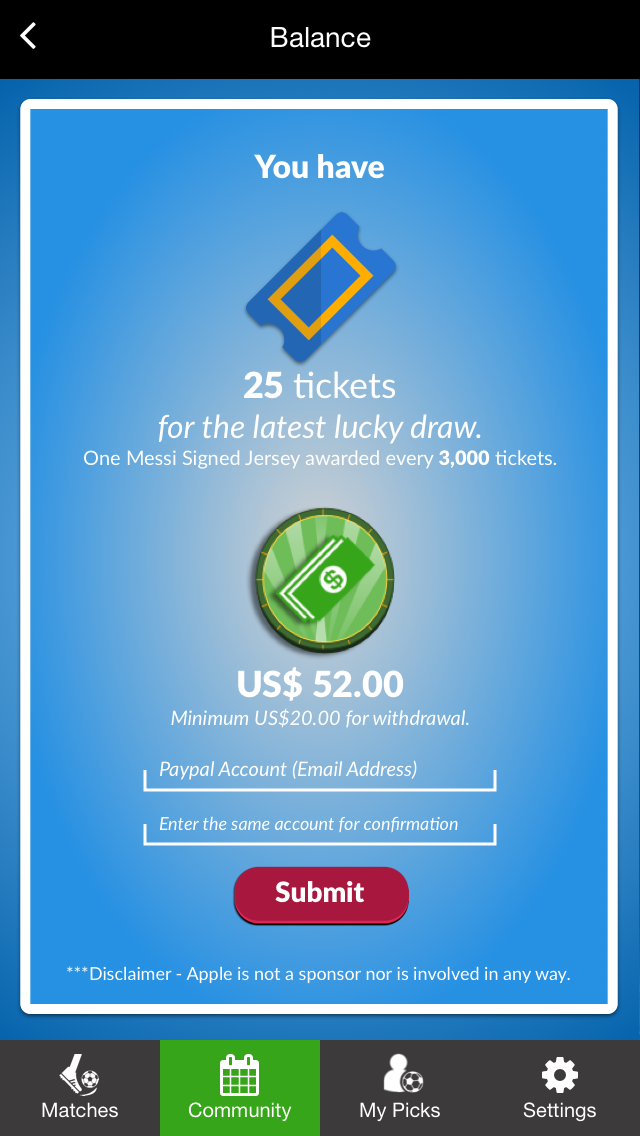 Balance
You have
25 tickets
for the latest lucky draw.
One Messi Signed Jersey awarded every 3,000 tickets.
$
US$ 52.00
Minimum US$20.00 for withdrawal.
Paypal Account (Email Address)
Enter the same account for confirmation
Submit
***Disclaimer - Apple is not a sponsor nor is involved in any way.
Matches
Community
My Picks
Settings